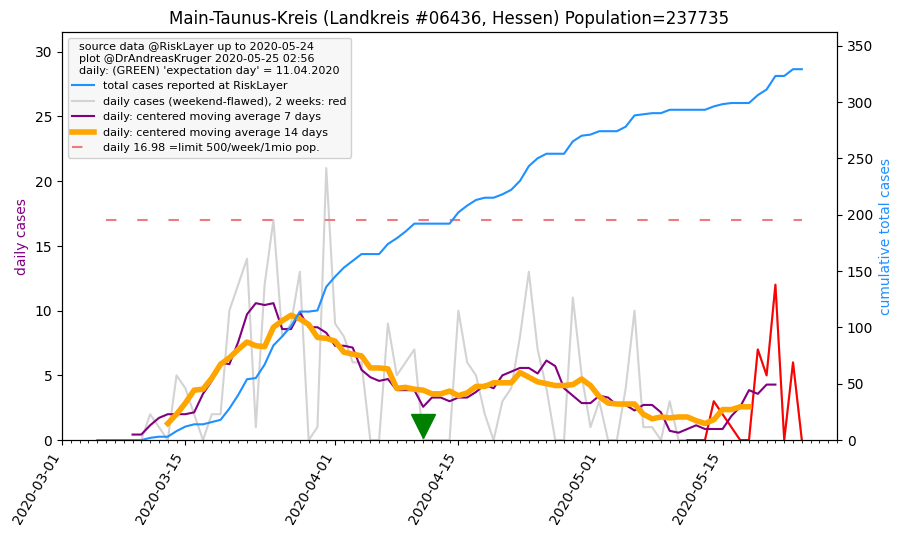 Main-Taunus-Kreis (Landkreis #06436, Hessen) Population=237735
source data @RiskLayer up to 2020-05-24
plot @DrAndreasKruger 2020-05-25 02:56
daily: (GREEN) 'expectation day' = 11.04.2020
total cases reported at RiskLayer
daily cases (weekend-flawed), 2 weeks: red
daily: centered moving average 7 days
daily: centered moving average 14 days
daily 16.98 =limit 500/week/1mio pop.
daily cases
30
25
20
15
10
5
0
cumulative total cases
350
300
250
200
150
100
50
0
2020-03-01
2020-03-15
2020-04-01
2020-04-15
2020-05-01
2020-05-15